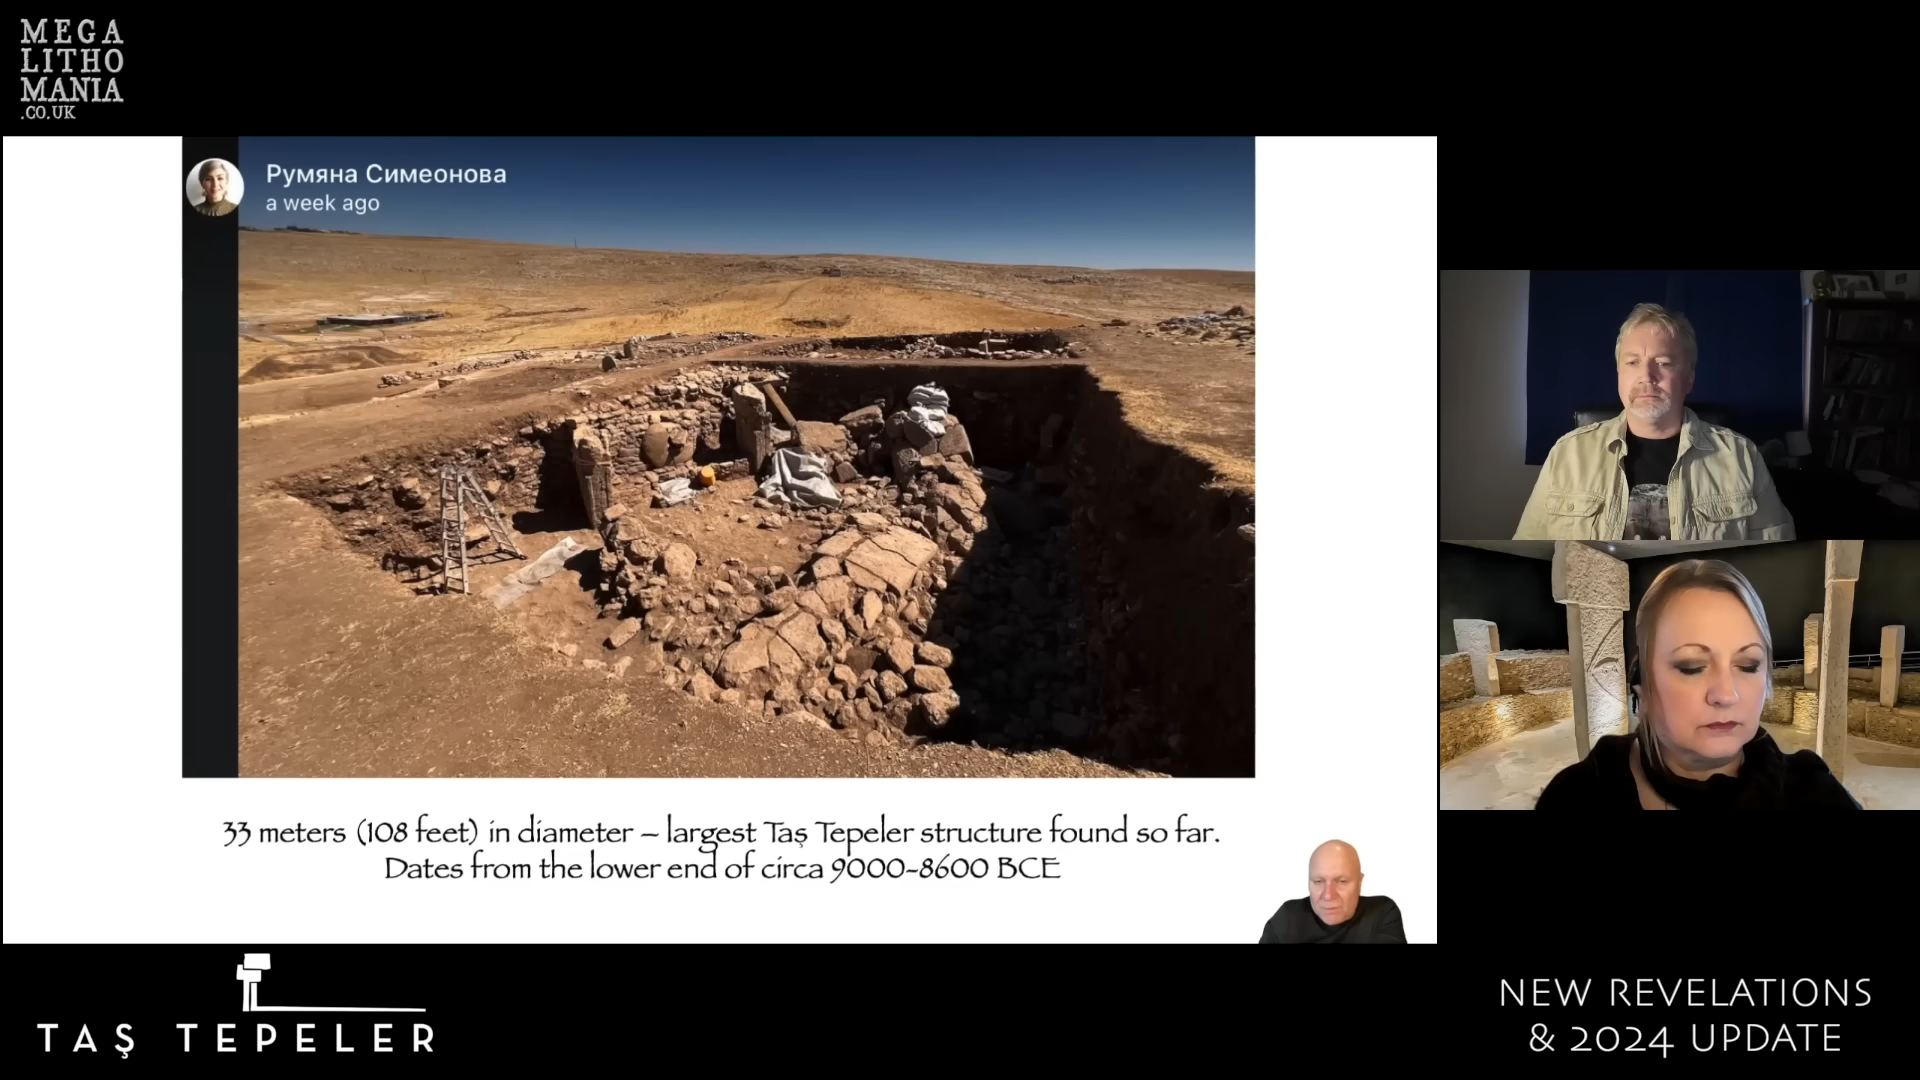 MEGA
LITHO
MANIA
.CO.UK
Румяна Симеонова
a week ago
33 meters (108 feet) in diameter – largest Taş Tepeler structure found so far.
Dates from the lower end of circa 9000-8600 BCE
TAŞ TEPELER
NEW REVELATIONS
& 2024 UPDATE